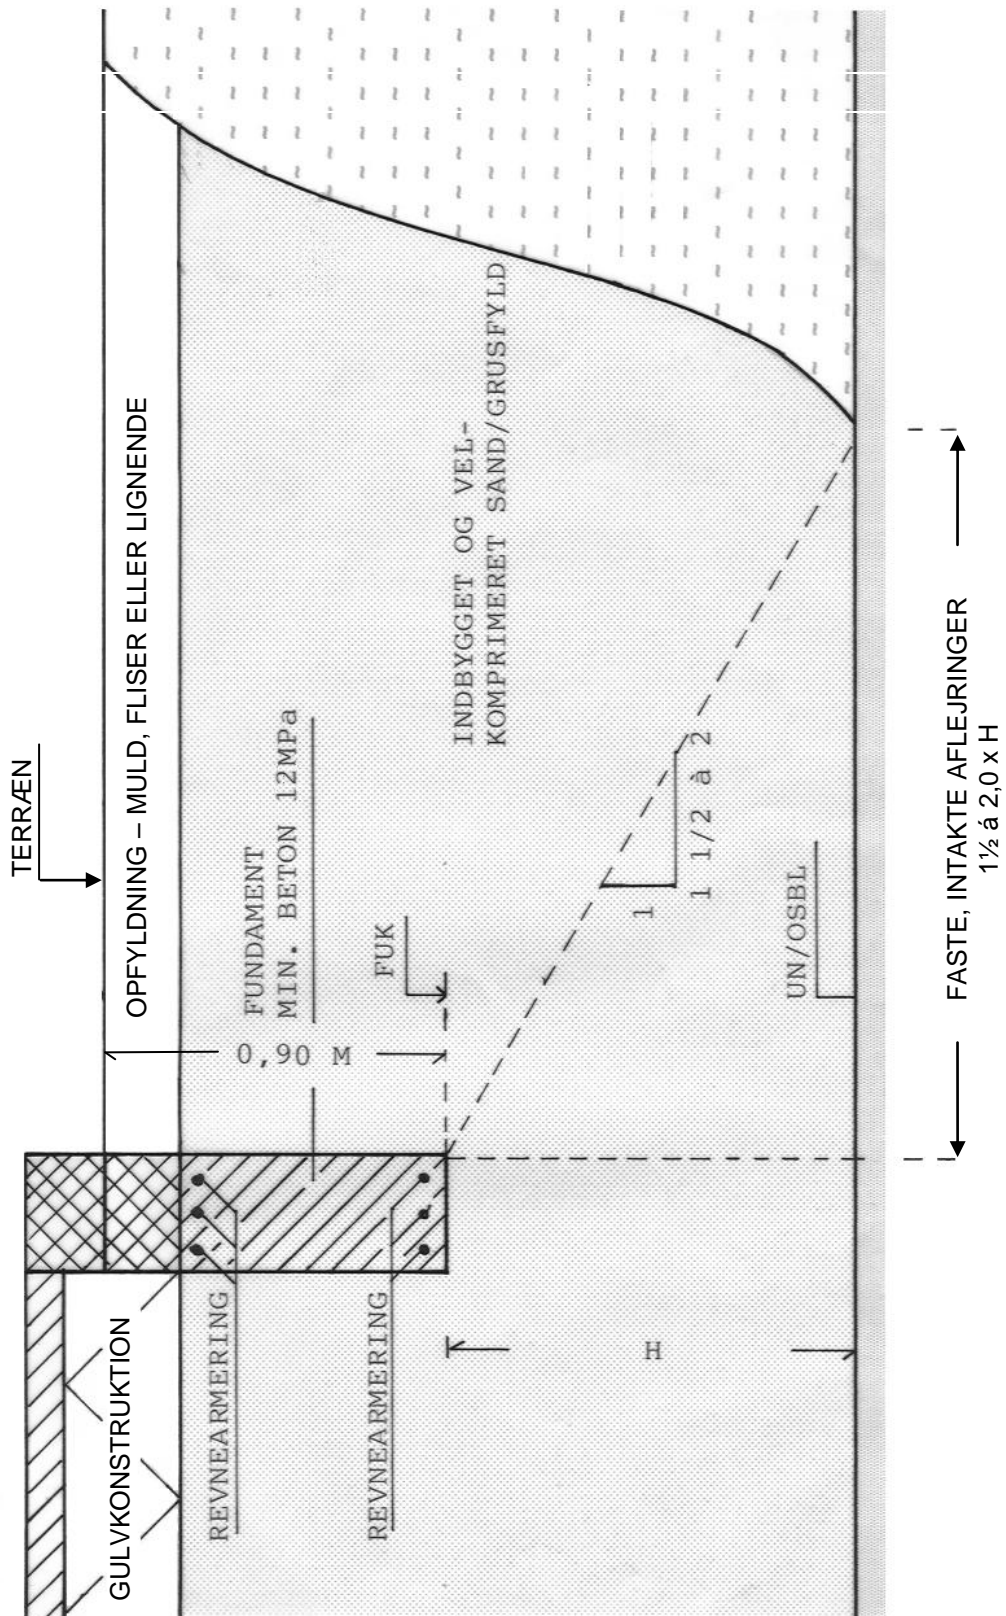 TERRÆN
OPFYLDNING – MULD, FLISER ELLER LIGNENDE
GULVKONSTRUKTION
FUNDAMENT
MIN. BETON 12MPa
0,90 M
FUK
REVNEARMERING
REVNEARMERING
INDBYGGET OG VEL-
KOMPRIMERET SAND/GRUSFYLD
1
1 1/2 à 2
H
UN/OSBL
FASTE, INTAKTE AFLEJRINGER
1½ á 2,0 x H